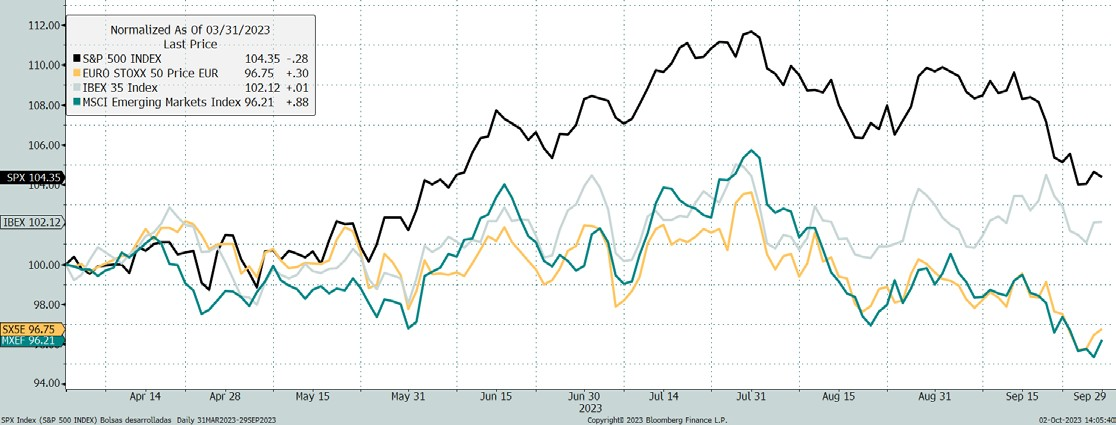 112.00
110.00
108.00
106.00
104.00
100.00
98.00
94.00
Normalized As Of 03/31/2023
Last Price
S&P 500 INDEX 104.35 -.28
EURO STOXX 50 Price EUR 96.75 +.30
IBEX 35 Index 102.12 +.01
MSCI Emerging Markets Index 96.21 +.88
SPX 104.35
IBEX 102.12
SX5E 96.75
MXEF 96.21
Apr 14 Apr 28 May 15 May 31 Jun 15 Jun 30 Jul 14 Jul 31 Aug 15 Aug 31 Sep 15 Sep 29
2023
SPX Index (S&P 500 INDEX) Bolsas desarrolladas Daily 31MAR2023-29SEP2023 Copyright© 2023 Bloomberg Finance L.P. 02-Oct-2023 14:05:40